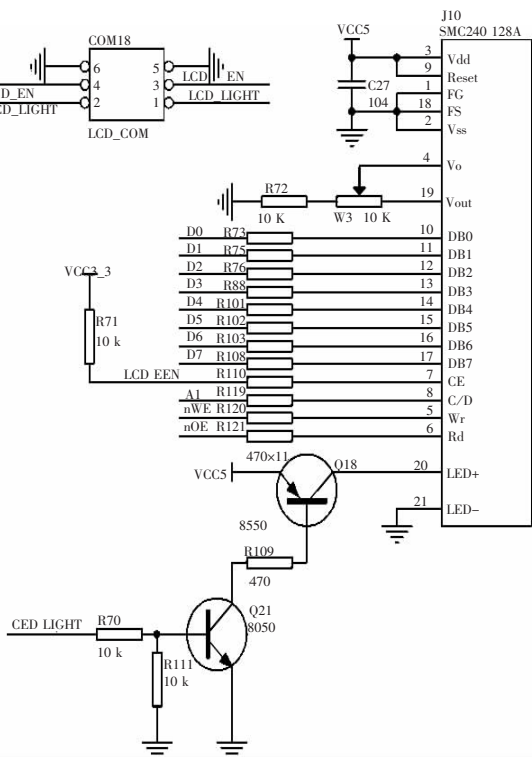 J10
SMC240 128A
COM18
6 5
4 3 LCD EN
2 1 LCD_LIGHT
D_EN
ED_LIGHT
LCD_COM
VCC5
C27
104
3 Vdd
9 Reset
1 FG
18 FS
2 Vss
4 Vo
19 Vout
R72
10 K W3 10 K
D0 R73 10 DB0
D1 R75 11 DB1
D2 R76 12 DB2
D3 R88 13 DB3
D4 R101 14 DB4
D5 R102 15 DB5
D6 R103 16 DB6
D7 R108 17 DB7
LCD EEN R110 7 CE
A1 R119 8 C/D
nWE R120 5 Wr
nOE R121 6 Rd
VCC3_3
R71
10 k
470×11
VCC5 Q18 20 LED+
21 LED−
8550
R109
470
Q21
8050
CED LIGHT R70
10 k
R111
10 k